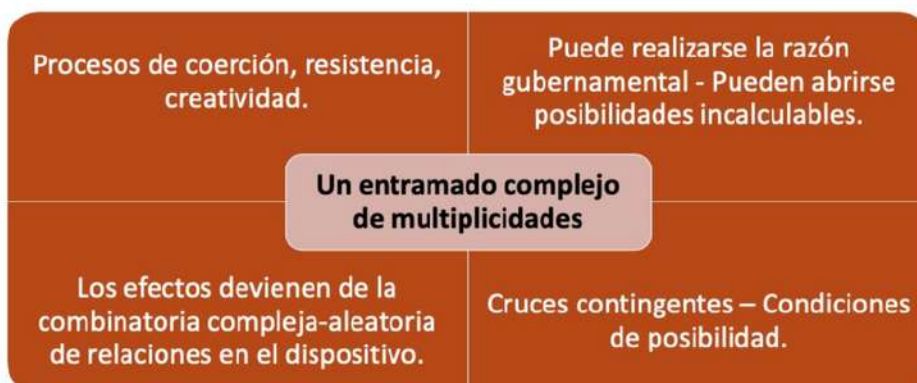 Procesos de coerción, resistencia,
creatividad.
Puede realizarse la razón
gubernamental - Pueden abrirse
posibilidades incalculables.
Un entramado complejo
de multiplicidades
Los efectos devienen de la
combinatoria compleja-aleatoria
de relaciones en el dispositivo.
Cruces contingentes – Condiciones
de posibilidad.